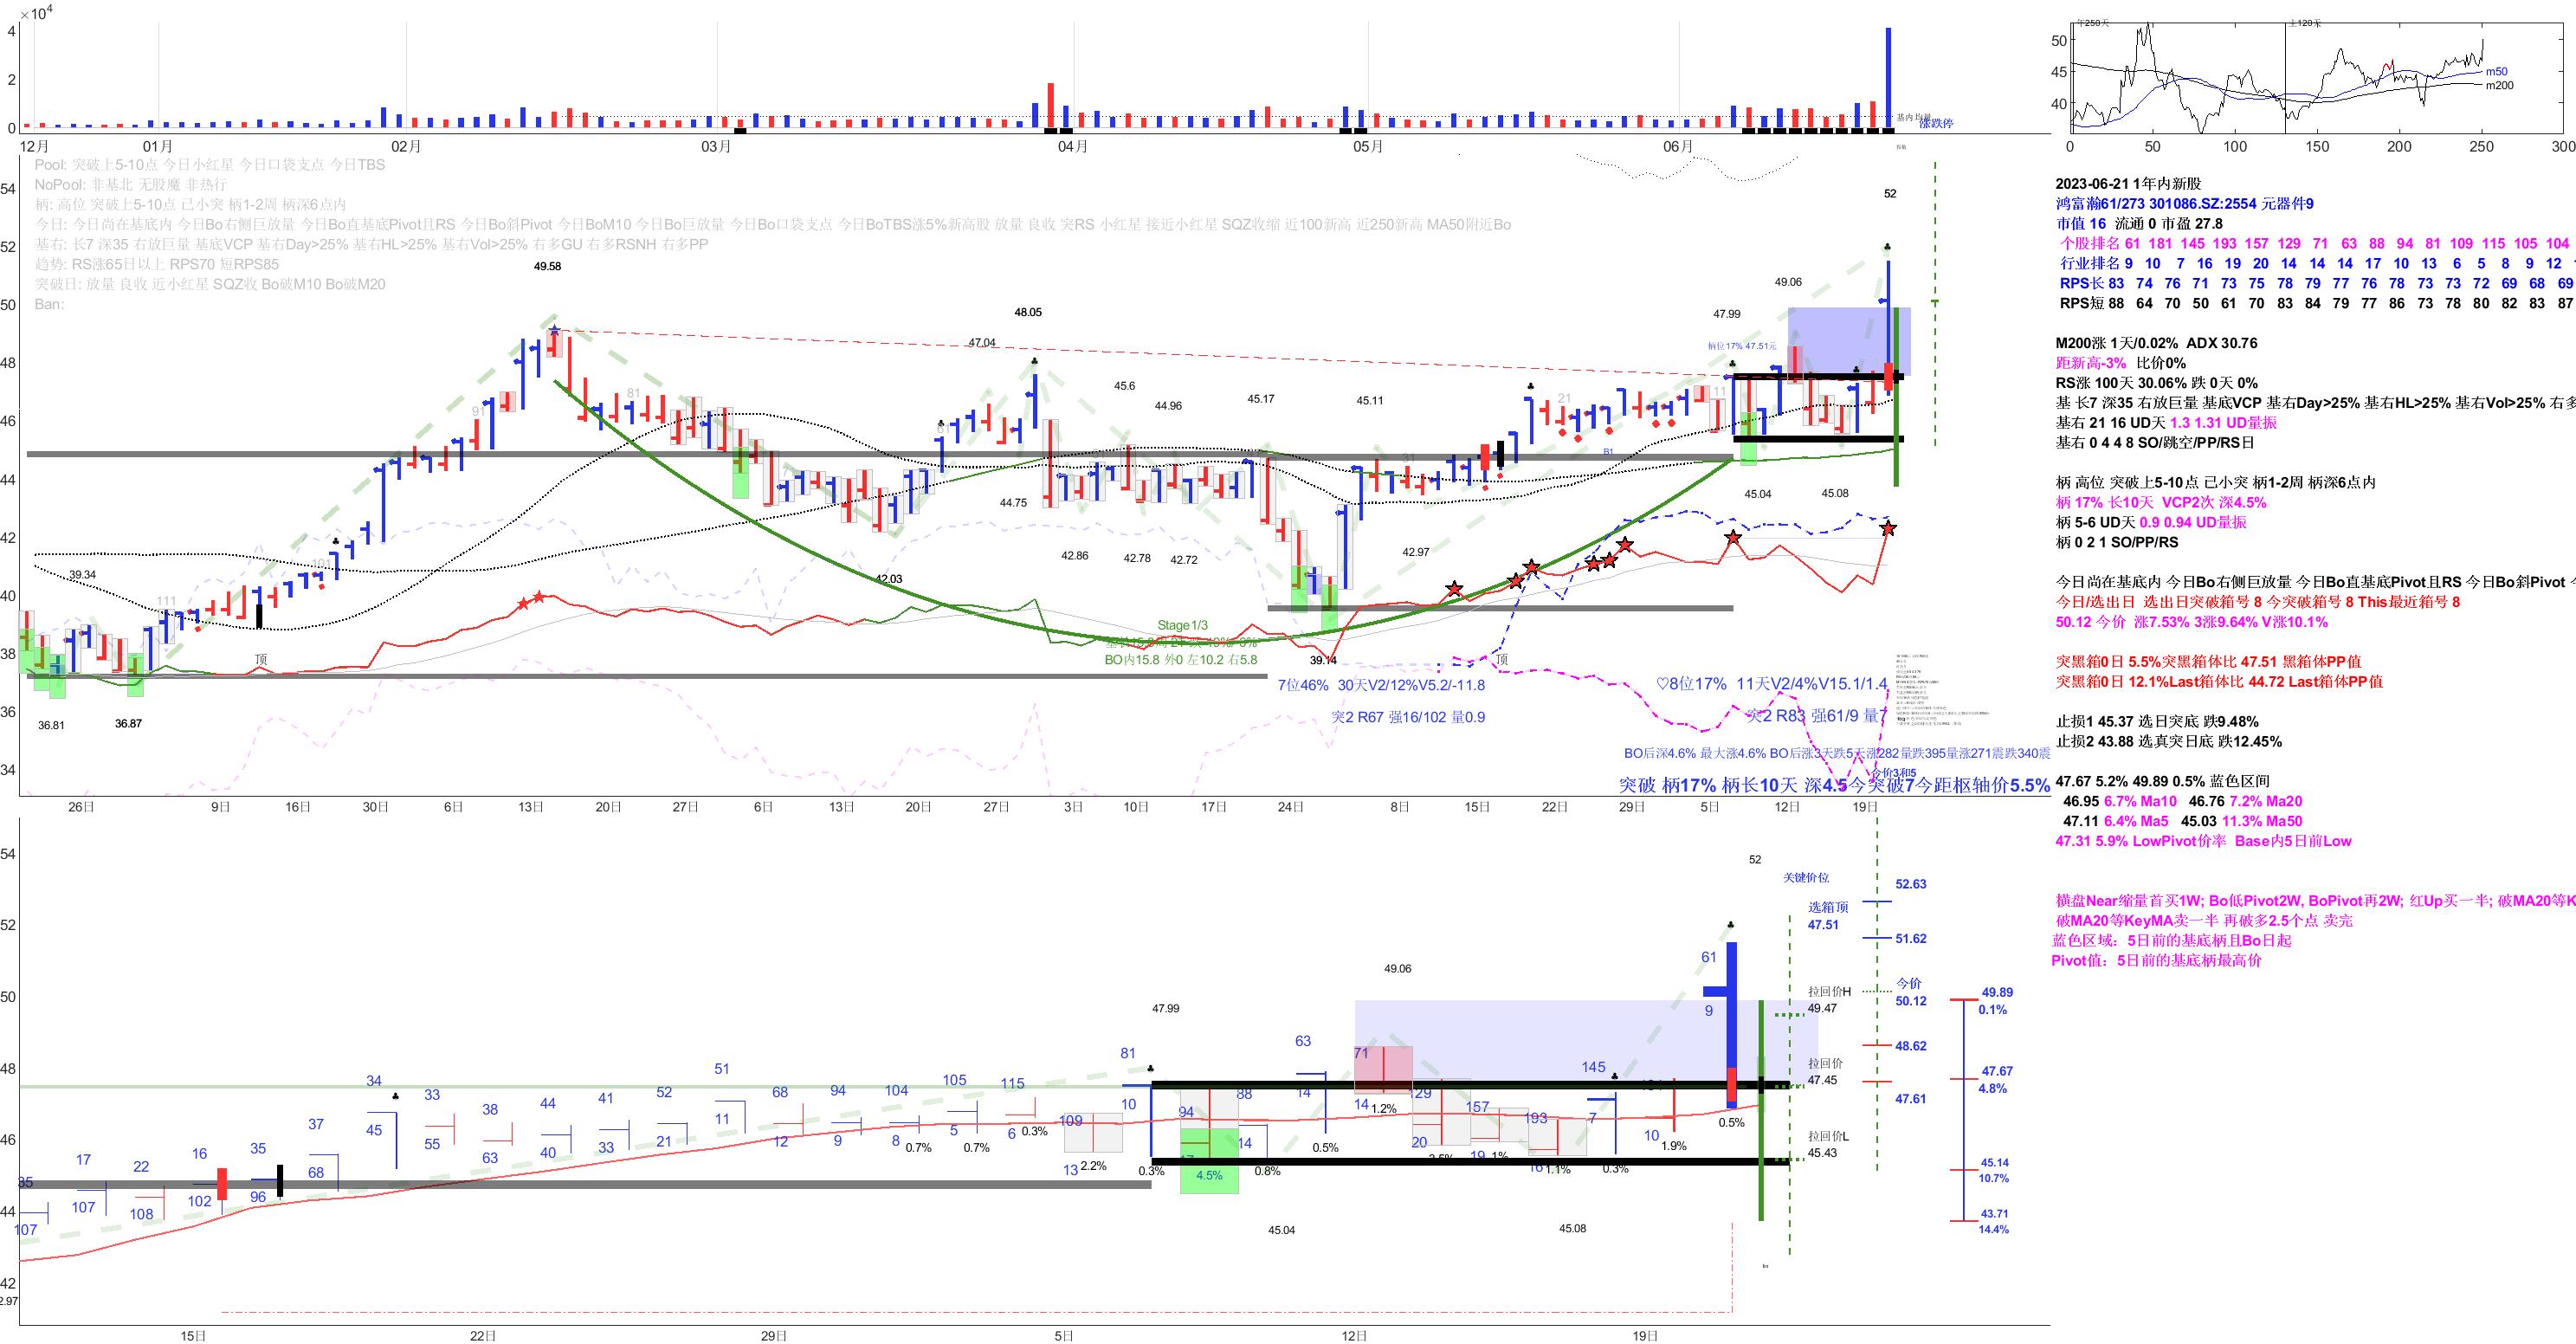 ×10⁴
4
2
0
12月 01月 02月 03月 04月 05月 06月
涨跌停
Pool: 突破上5-10点 今日小红星 今日口袋支点 今日TBS
NoPool: 非基北 无股魔 非热行
柄: 高位 突破上5-10点 已小突 柄1-2周 柄深6点内
今日: 今日尚在基底内 今日Bo右侧巨放量 今日Bo直基底Pivot且RS 今日Bo斜Pivot 今日BoM10 今日Bo巨放量 今日Bo口袋支点 今日BoTBS涨5%新高股 放量 良收 突RS 小红星 接近小红星 SQZ收缩 近100新高 近250新高 MA50附近Bo
基右: 长7 深35 右放巨量 基底VCP 基右Day>25% 基右HL>25% 基右Vol>25% 右多GU 右多RSNH 右多PP
趋势: RS涨65日以上 RPS70 短RPS85
突破日: 放量 良收 近小红星 SQZ收 Bo破M10 Bo破M20
Ban:
54
52
50
48
46
44
42
40
38
36
34
52
49.58
49.06
48.05
47.99
47.04
柄位17% 47.51元
45.6
44.96
45.17
45.11
91
81
21
11
31
B1
44.75
45.04
45.08
42.86
42.78
42.72
42.97
42.03
39.34
111
顶
顶
Stage1/3
BO内15.8 外0 左10.2 右5.8
39.14
36.81
36.87
7位46% 30天V2/12%V5.2/-11.8
突2 R67 强16/102 量0.9
♡8位17% 11天V2/4%V15.1/1.4
突2 R83 强61/9 量7
BO后深4.6% 最大涨4.6% BO后涨3天跌5天涨282量跌395量涨271震跌340震
今价3和5
突破 柄17% 柄长10天 深4.5今突破7今距枢轴价5.5%
26日 9日 16日 30日 6日 13日 20日 27日 6日 13日 20日 27日 3日 10日 17日 24日 8日 15日 22日 29日 5日 12日 19日
54
52
50
48
46
44
42
2.97
52
49.06
47.99
45.04
45.08
35 17 22 16 35 37 34 33 38 44 41 52 51 68 94 104 105 115 109 81 94 88 63 71 129 157 193 145 61
107 107 108 102 96 68 45 55 63 40 33 21 11 12 9 8 5 6 13 10 14 14 14 20 19 7 10 9
0.7% 0.7% 0.3% 2.2% 0.3% 4.5% 0.8% 0.5% 1.2% 1.1% 0.3% 1.9% 0.5%
15日 22日 29日 5日 12日 19日
关键价位
选箱顶
47.51
拉回价H
49.47
拉回价
47.45
拉回价L
45.43
52.63
51.62
今价
50.12
48.62
47.61
49.89
0.1%
47.67
4.8%
45.14
10.7%
43.71
14.4%
年250天
上120天
50
45
40
m50
m200
0 50 100 150 200 250 300
2023-06-21 1年内新股
鸿富瀚61/273 301086.SZ:2554 元器件9
市值 16 流通 0 市盈 27.8
个股排名 61 181 145 193 157 129 71 63 88 94 81 109 115 105 104
行业排名 9 10 7 16 19 20 14 14 14 17 10 13 6 5 8 9 12
RPS长 83 74 76 71 73 75 78 79 77 76 78 73 73 72 69 68 69
RPS短 88 64 70 50 61 70 83 84 79 77 86 73 78 80 82 83 87
M200涨 1天/0.02% ADX 30.76
距新高-3% 比价0%
RS涨 100天 30.06% 跌 0天 0%
基 长7 深35 右放巨量 基底VCP 基右Day>25% 基右HL>25% 基右Vol>25% 右多
基右 21 16 UD天 1.3 1.31 UD量振
基右 0 4 4 8 SO/跳空/PP/RS日
柄 高位 突破上5-10点 已小突 柄1-2周 柄深6点内
柄 17% 长10天 VCP2次 深4.5%
柄 5-6 UD天 0.9 0.94 UD量振
柄 0 2 1 SO/PP/RS
今日尚在基底内 今日Bo右侧巨放量 今日Bo直基底Pivot且RS 今日Bo斜Pivot
今日/选出日 选出日突破箱号 8 今突破箱号 8 This最近箱号 8
50.12 今价 涨7.53% 3涨9.64% V涨10.1%
突黑箱0日 5.5%突黑箱体比 47.51 黑箱体PP值
突黑箱0日 12.1%Last箱体比 44.72 Last箱体PP值
止损1 45.37 选日突底 跌9.48%
止损2 43.88 选真突日底 跌12.45%
47.67 5.2% 49.89 0.5% 蓝色区间
46.95 6.7% Ma10 46.76 7.2% Ma20
47.11 6.4% Ma5 45.03 11.3% Ma50
47.31 5.9% LowPivot价率 Base内5日前Low
横盘Near缩量首买1W; Bo低Pivot2W, BoPivot再2W; 红Up买一半; 破MA20等K
破MA20等KeyMA卖一半 再破多2.5个点 卖完
蓝色区域：5日前的基底柄且Bo日起
Pivot值：5日前的基底柄最高价